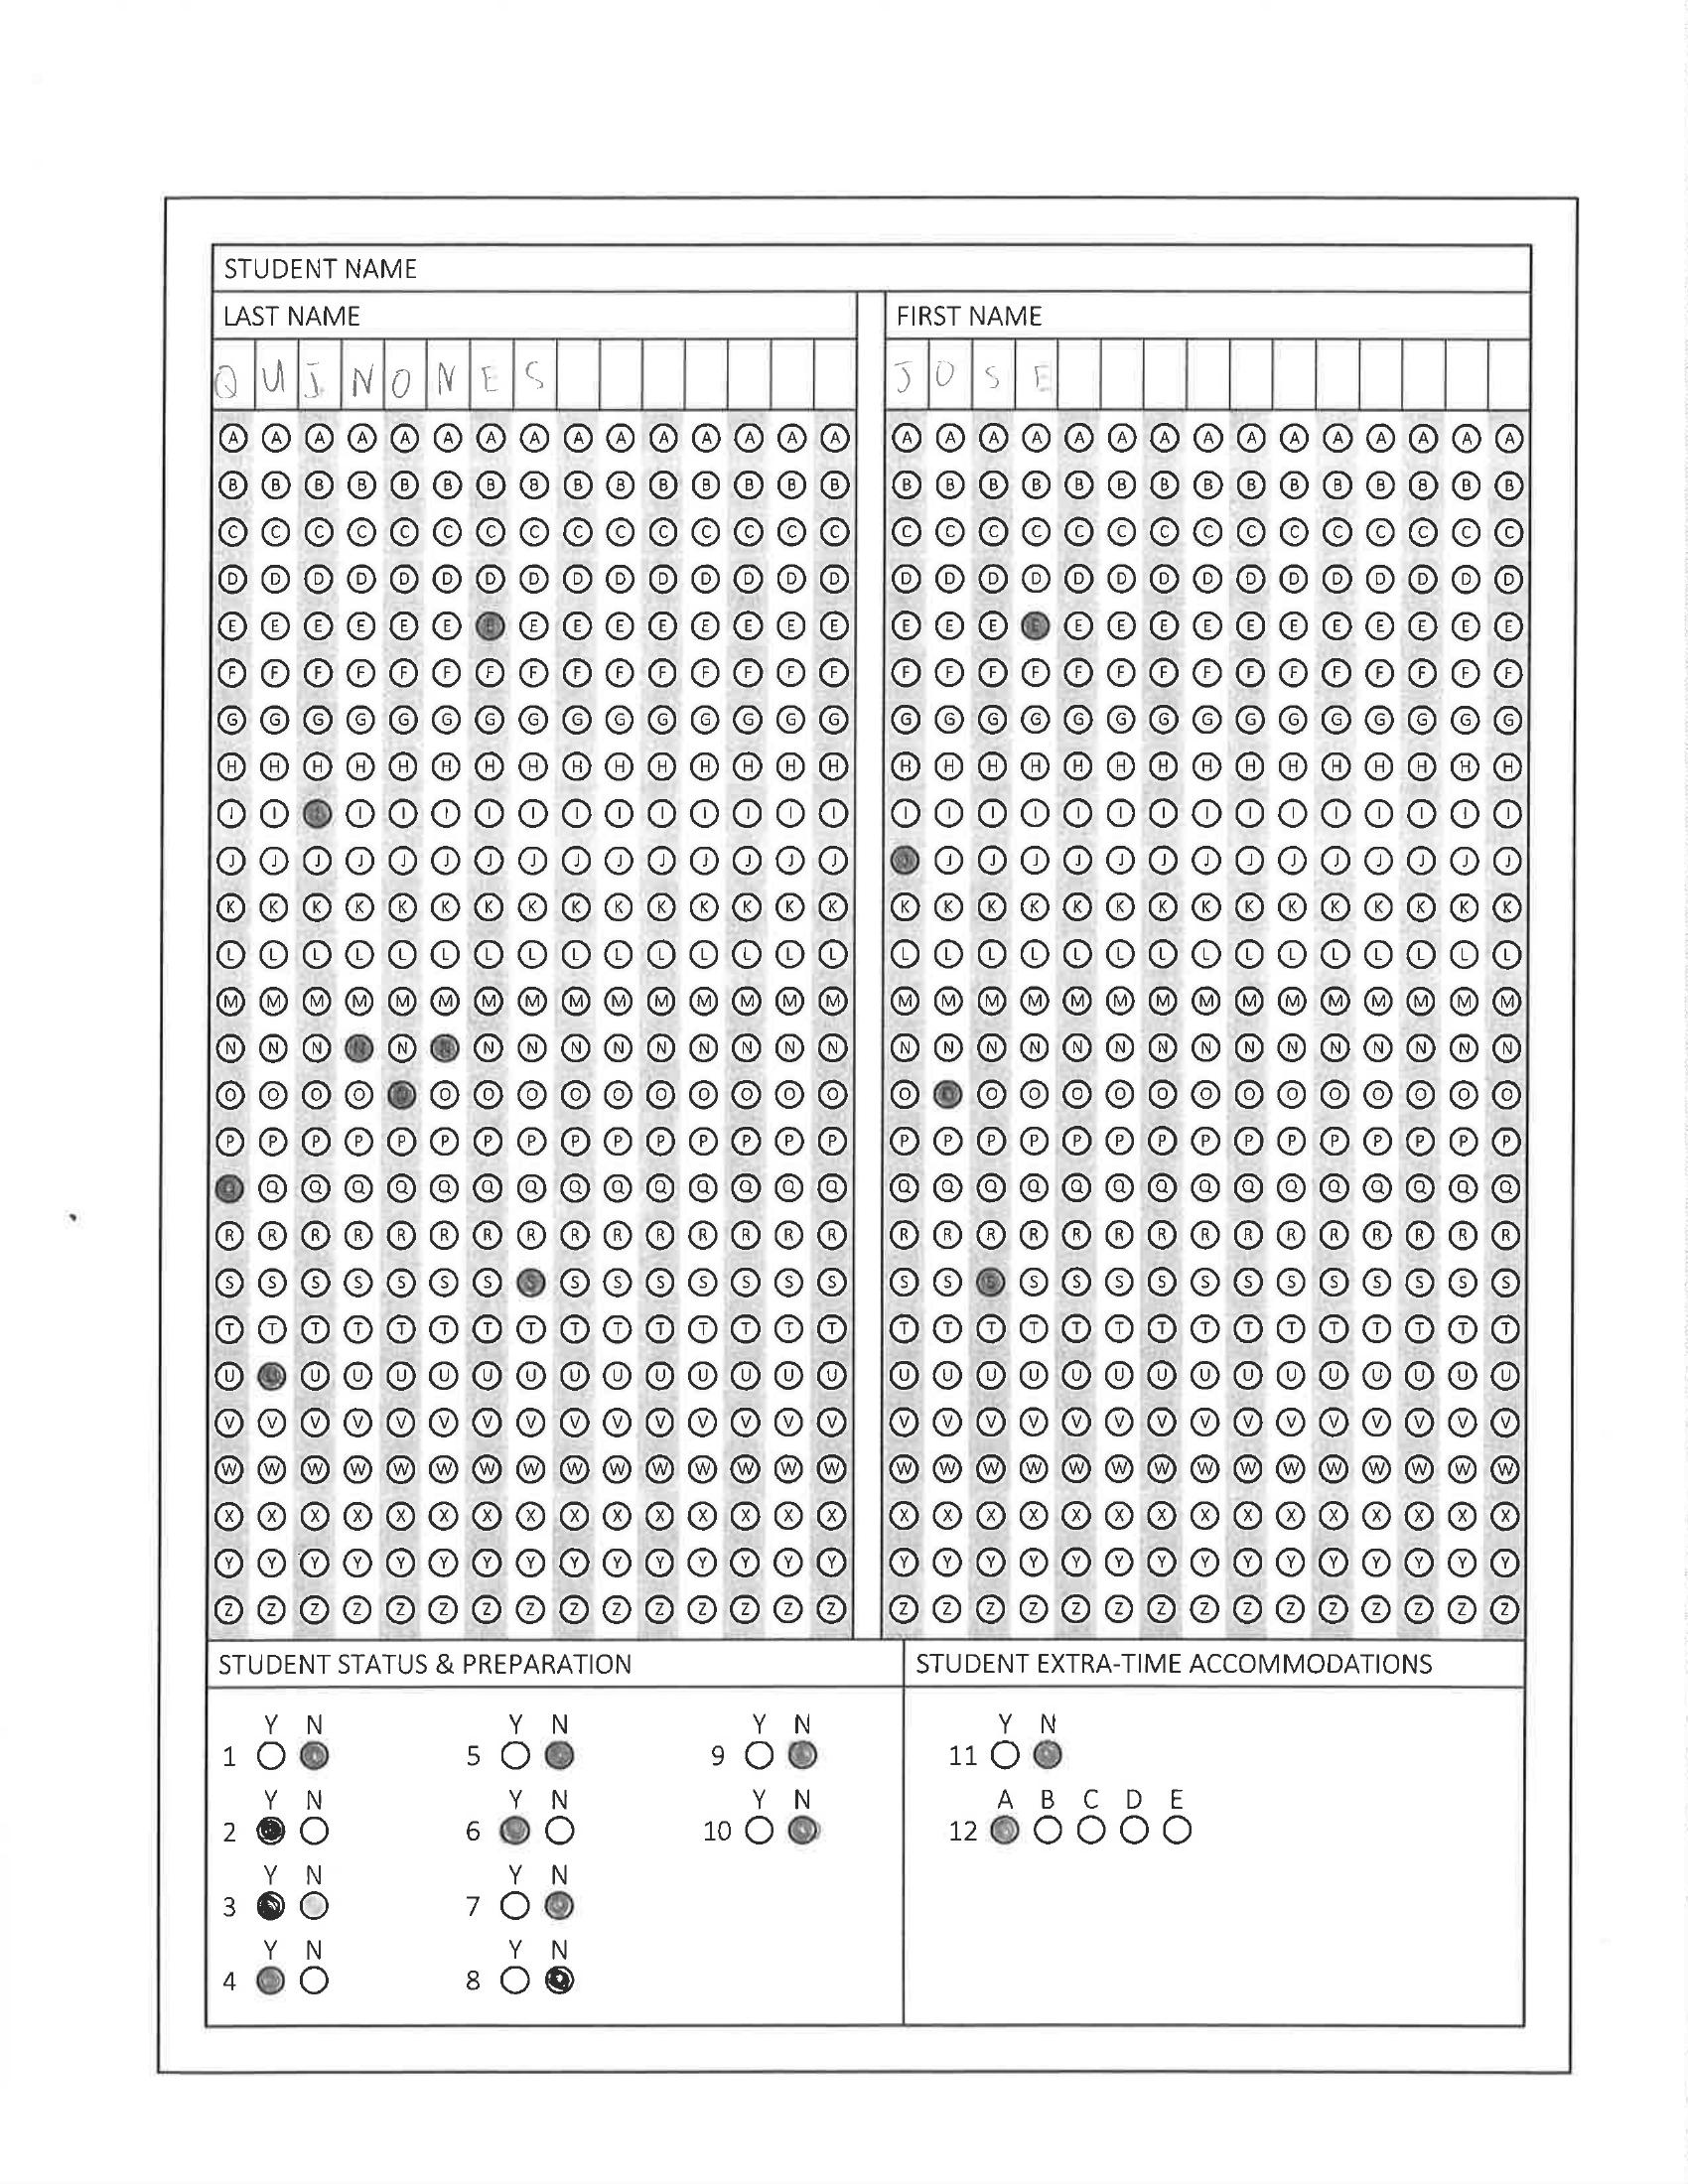 STUDENT NAME
LAST NAME FIRST NAME
Q U I N O N E S J O S E
A A A A A A A A A A A A A A A A A A A A A A A A A A A A A A
B B B B B B B B B B B B B B B B B B B B B B B B B B B B B B
C C C C C C C C C C C C C C C C C C C C C C C C C C C C C C
D D D D D D D D D D D D D D D D D D D D D D D D D D D D D D
E E E E E E E E E E E E E E E E E E E E E E E E E E E E E E
F F F F F F F F F F F F F F F F F F F F F F F F F F F F F F
G G G G G G G G G G G G G G G G G G G G G G G G G G G G G G
H H H H H H H H H H H H H H H H H H H H H H H H H H H H H H
I I I I I I I I I I I I I I I I I I I I I I I I I I I I I I
J J J J J J J J J J J J J J J J J J J J J J J J J J J J J J
K K K K K K K K K K K K K K K K K K K K K K K K K K K K K K
L L L L L L L L L L L L L L L L L L L L L L L L L L L L L L
M M M M M M M M M M M M M M M M M M M M M M M M M M M M M M
N N N N N N N N N N N N N N N N N N N N N N N N N N N N N N
O O O O O O O O O O O O O O O O O O O O O O O O O O O O O O
P P P P P P P P P P P P P P P P P P P P P P P P P P P P P P
Q Q Q Q Q Q Q Q Q Q Q Q Q Q Q Q Q Q Q Q Q Q Q Q Q Q Q Q Q Q
R R R R R R R R R R R R R R R R R R R R R R R R R R R R R R
S S S S S S S S S S S S S S S S S S S S S S S S S S S S S S
T T T T T T T T T T T T T T T T T T T T T T T T T T T T T T
U U U U U U U U U U U U U U U U U U U U U U U U U U U U U U
V V V V V V V V V V V V V V V V V V V V V V V V V V V V V V
W W W W W W W W W W W W W W W W W W W W W W W W W W W W W W
X X X X X X X X X X X X X X X X X X X X X X X X X X X X X X
Y Y Y Y Y Y Y Y Y Y Y Y Y Y Y Y Y Y Y Y Y Y Y Y Y Y Y Y Y Y
Z Z Z Z Z Z Z Z Z Z Z Z Z Z Z Z Z Z Z Z Z Z Z Z Z Z Z Z Z Z
STUDENT STATUS & PREPARATION STUDENT EXTRA-TIME ACCOMMODATIONS
Y N Y N Y N Y N
1 5 9 11
Y N Y N Y N A B C D E
2 6 10 12
Y N Y N
3 7
Y N Y N
4 8